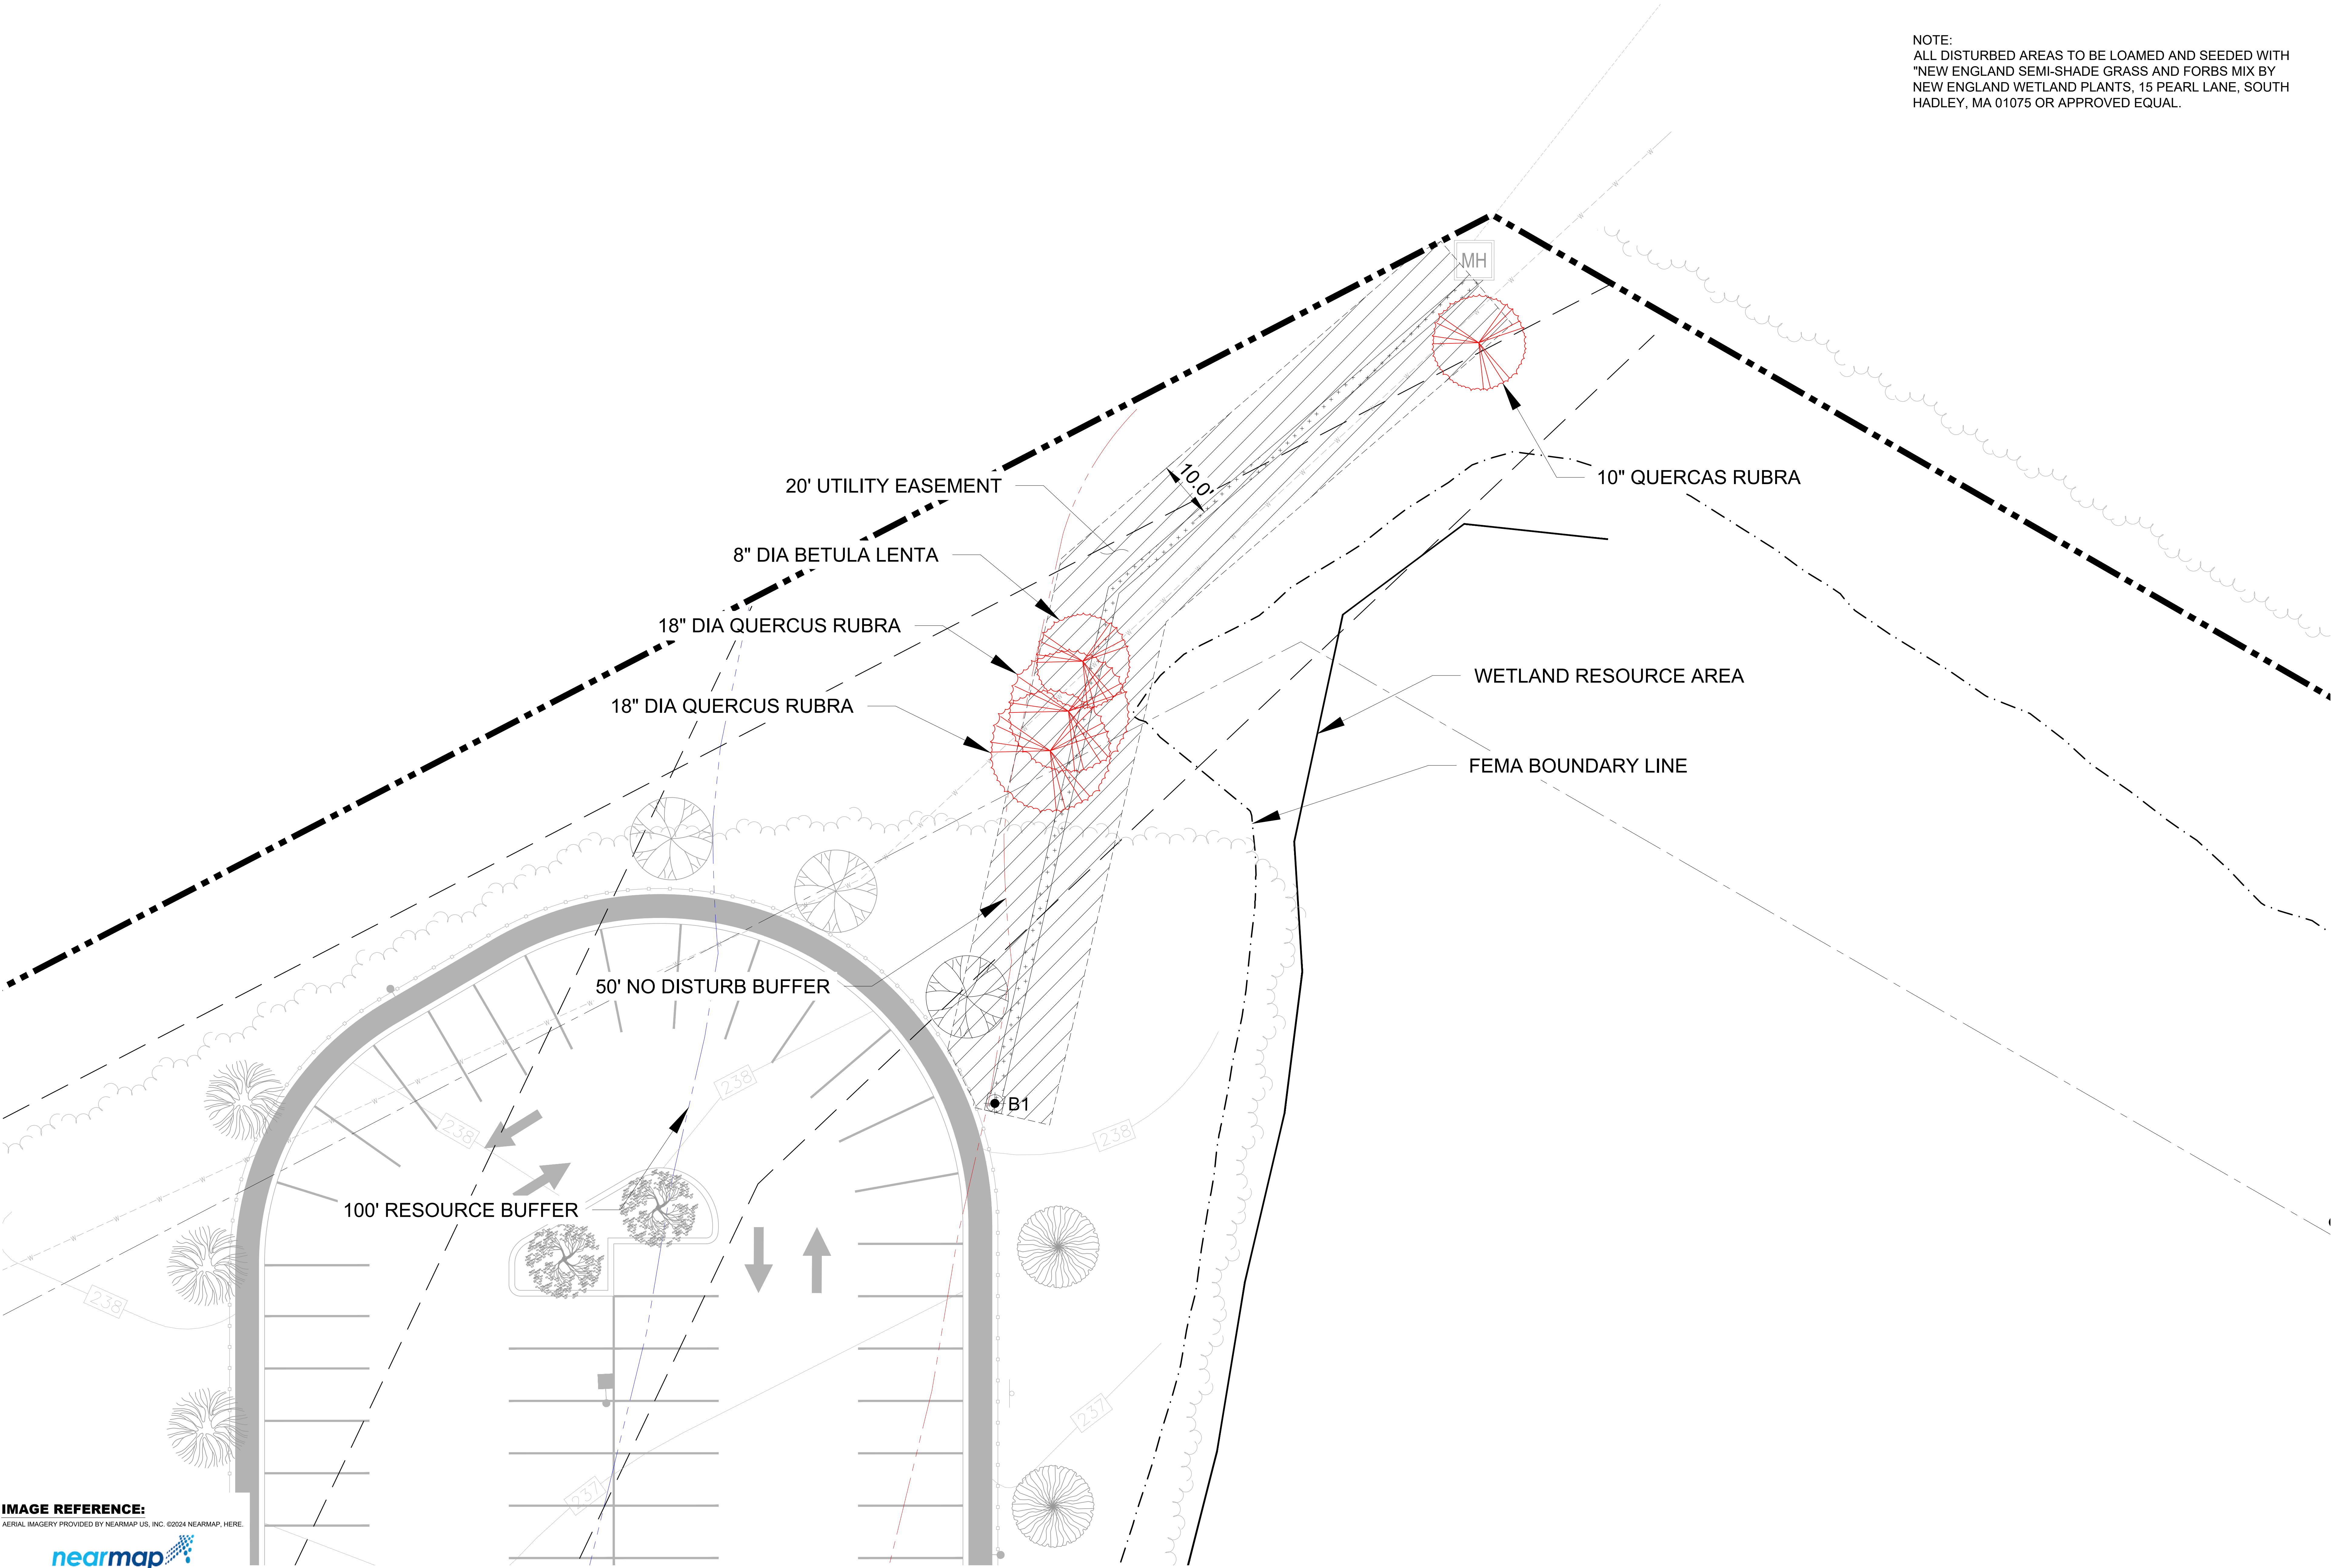 NOTE:
ALL DISTURBED AREAS TO BE LOAMED AND SEEDED WITH
"NEW ENGLAND SEMI-SHADE GRASS AND FORBS MIX BY
NEW ENGLAND WETLAND PLANTS, 15 PEARL LANE, SOUTH
HADLEY, MA 01075 OR APPROVED EQUAL.
MH
10.0'
20' UTILITY EASEMENT
10" QUERCAS RUBRA
8" DIA BETULA LENTA
18" DIA QUERCUS RUBRA
WETLAND RESOURCE AREA
18" DIA QUERCUS RUBRA
FEMA BOUNDARY LINE
50' NO DISTURB BUFFER
238
B1
238
238
100' RESOURCE BUFFER
238
237
237
IMAGE REFERENCE:
AERIAL IMAGERY PROVIDED BY NEARMAP US, INC. ©2024 NEARMAP, HERE.
nearmap